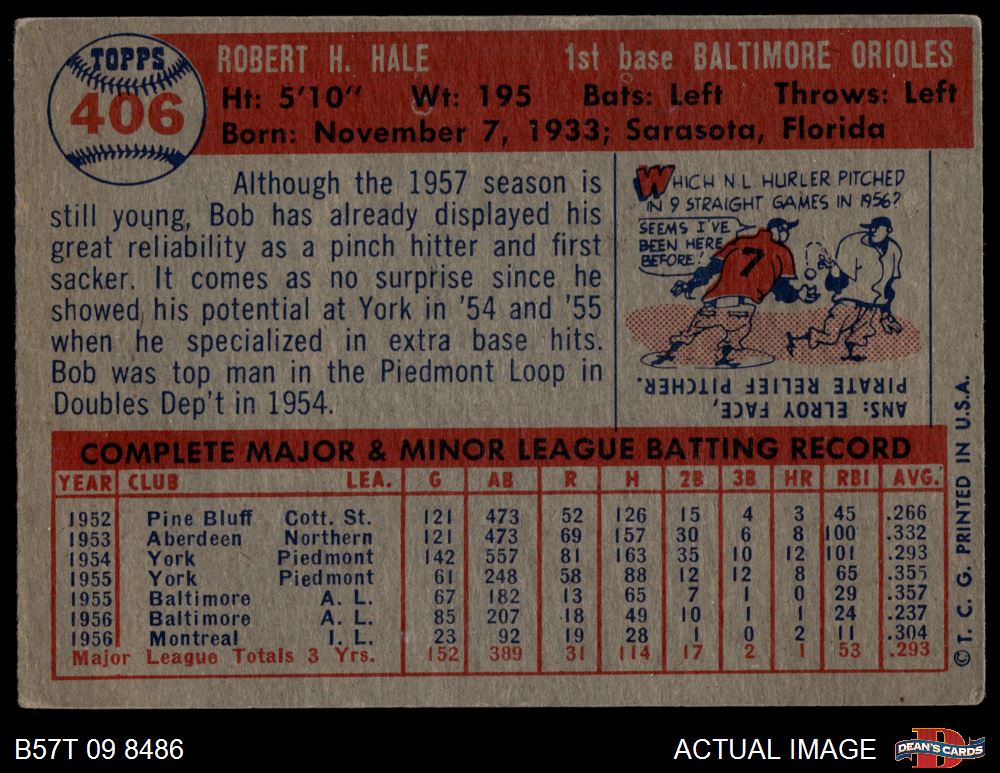 TOPPS
406
ROBERT H. HALE 1st base BALTIMORE ORIOLES
Ht: 5'10" Wt: 195 Bats: Left Throws: Left
Born: November 7, 1933; Sarasota, Florida
Although the 1957 season is
still young, Bob has already displayed his
great reliability as a pinch hitter and first
sacker. It comes as no surprise since he
showed his potential at York in '54 and '55
when he specialized in extra base hits.
Bob was top man in the Piedmont Loop in
Doubles Dep't in 1954.
WHICH N.L. HURLER PITCHED
IN 9 STRAIGHT GAMES IN 1956?
SEEMS I'VE
BEEN HERE
BEFORE!
7
ANS: ELROY FACE,
PIRATE RELIEF PITCHER.
COMPLETE MAJOR & MINOR LEAGUE BATTING RECORD
YEAR CLUB LEA. G AB R H 2B 3B HR RBI AVG.
1952 Pine Bluff Cott. St. 121 473 52 126 15 4 3 45 .266
1953 Aberdeen Northern 121 473 69 157 30 6 8 100 .332
1954 York Piedmont 142 557 81 163 35 10 12 101 .293
1955 York Piedmont 61 248 58 88 12 12 8 65 .355
1955 Baltimore A. L. 67 182 13 65 7 1 0 29 .357
1956 Baltimore A. L. 85 207 18 49 10 1 1 24 .237
1956 Montreal I. L. 23 92 19 28 1 0 2 11 .304
Major League Totals 3 Yrs. 152 389 31 114 17 2 1 53 .293
© T. C. G. PRINTED IN U.S.A.
B57T 09 8486
ACTUAL IMAGE
D
DEAN'S CARDS